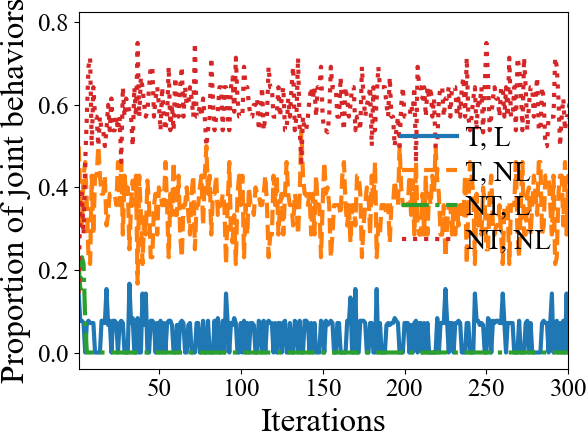 Proportion of joint behaviors
0.8
0.6
0.4
0.2
0.0
T, L
T, NL
NT, L
NT, NL
50
100
150
200
250
300
Iterations